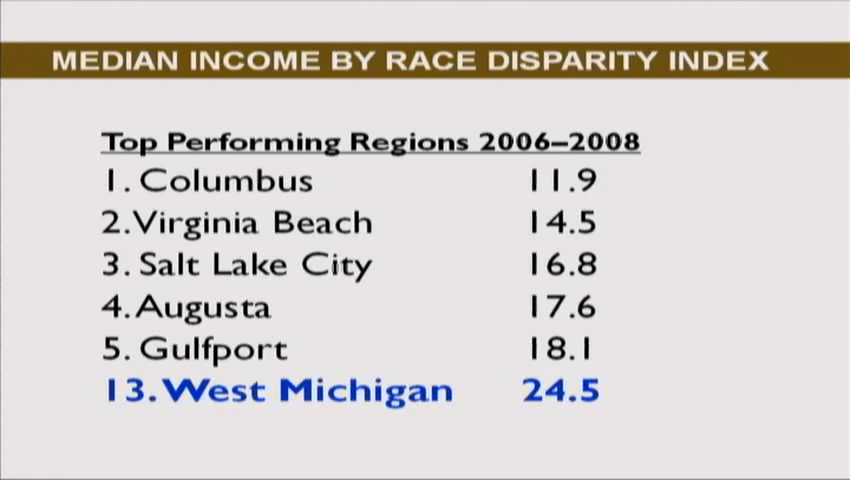 MEDIAN INCOME BY RACE DISPARITY INDEX
Top Performing Regions 2006–2008
1. Columbus 11.9
2. Virginia Beach 14.5
3. Salt Lake City 16.8
4. Augusta 17.6
5. Gulfport 18.1
13. West Michigan 24.5